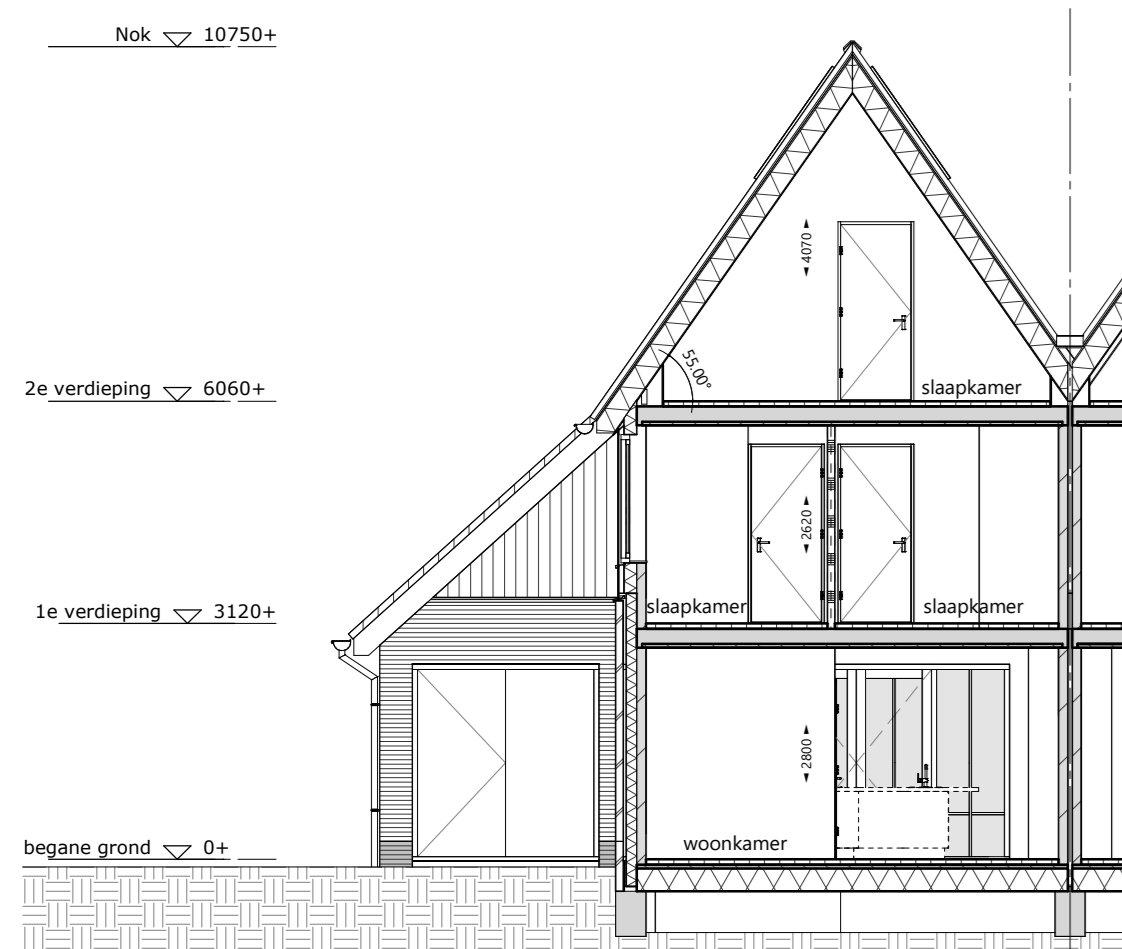 Nok 10750+
4070
55.00°
2e verdieping 6060+
slaapkamer
2620
1e verdieping 3120+
slaapkamer
slaapkamer
2800
begane grond 0+
woonkamer